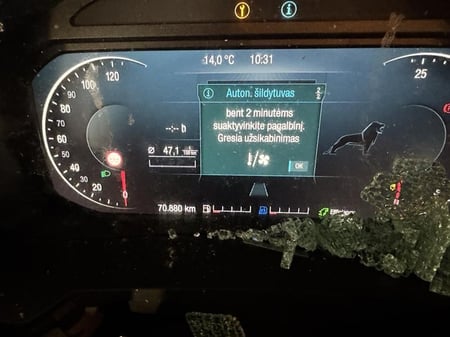 14,0 °C 10:31
Auton. šildytuvas
2
2
bent 2 minutėms
suaktyvinkite pagalbinį.
Gresia užsikabinimas
OK
--:-- h
Ø 47,1
120
100
80
60
40
20
0
25
70.880 km